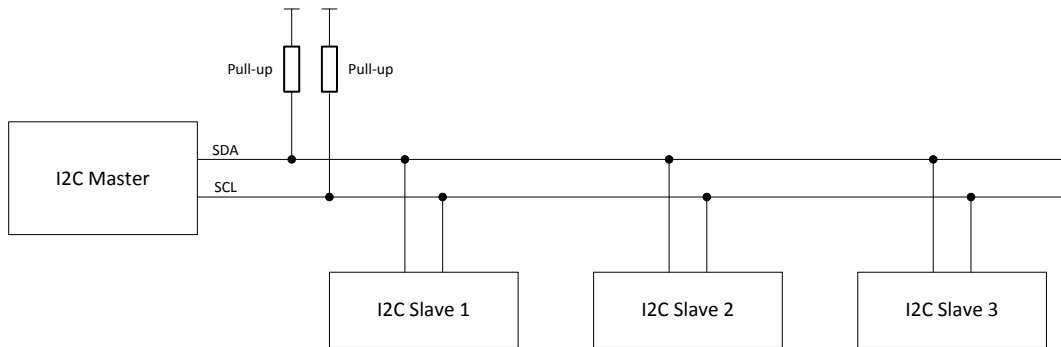 Pull-up
Pull-up
I2C Master
SDA
SCL
I2C Slave 1
I2C Slave 2
I2C Slave 3